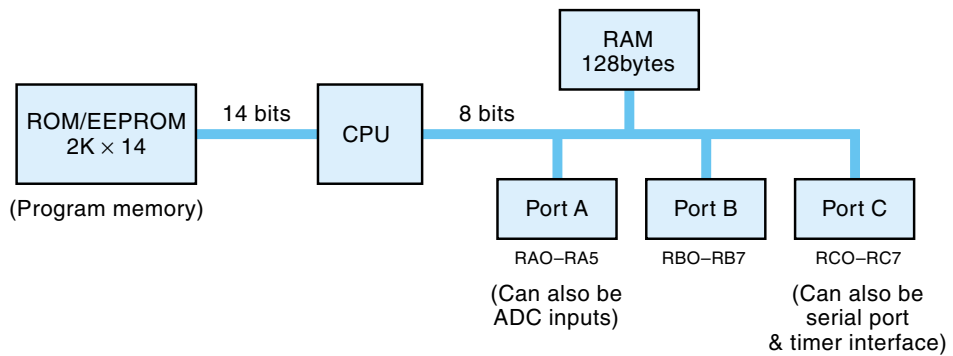 RAM
128bytes
ROM/EEPROM
2K × 14
14 bits
CPU
8 bits
(Program memory)
Port A
Port B
Port C
RAO–RA5
RBO–RB7
RCO–RC7
(Can also be
ADC inputs)
(Can also be
serial port
& timer interface)